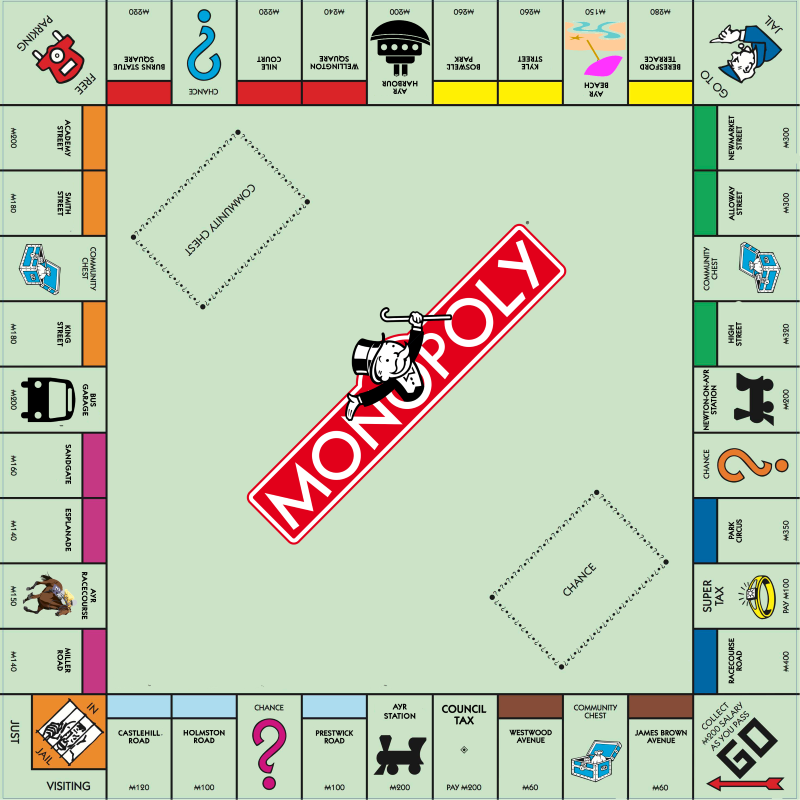 FREE
PARKING
₩220
BURNS STATUE
SQUARE
CHANCE
₩220
NILE
COURT
₩240
WELLINGTON
SQUARE
₩200
AYR
HARBOUR
₩260
BOSWELL
PARK
₩260
KYLE
STREET
₩150
AYR
BEACH
₩280
BERESFORD
TERRACE
GO TO
JAIL
₩200
ACADEMY
STREET
₩180
SMITH
STREET
COMMUNITY
CHEST
₩180
KING
STREET
₩200
BUS
GARAGE
₩160
SANDGATE
₩140
ESPLANADE
₩150
AYR
RACECOURSE
₩140
MILLER
ROAD
NEWMARKET
STREET
₩300
ALLOWAY
STREET
₩300
COMMUNITY
CHEST
HIGH
STREET
₩320
NEWTON-ON-AYR
STATION
₩200
CHANCE
PARK
CIRCUS
₩350
SUPER
TAX
PAY ₩100
RACECOURSE
ROAD
₩400
COMMUNITY CHEST
MONOPOLY
CHANCE
JUST
VISITING
IN
JAIL
CASTLEHILL
ROAD
₩120
HOLMSTON
ROAD
₩100
CHANCE
?
PRESTWICK
ROAD
₩100
AYR
STATION
₩200
COUNCIL
TAX
PAY ₩200
WESTWOOD
AVENUE
₩60
COMMUNITY
CHEST
JAMES BROWN
AVENUE
₩60
COLLECT
₩200 SALARY
AS YOU PASS
GO